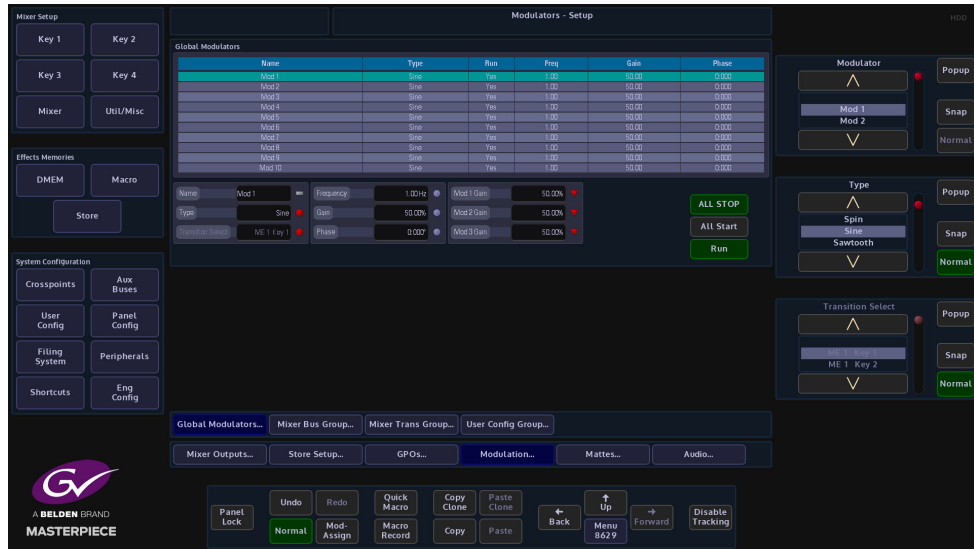 Mixer Setup
Modulators - Setup
HDD
Key 1
Key 2
Key 3
Key 4
Mixer
Util/Misc
Effects Memories
DMEM
Macro
Store
System Configuration
Crosspoints
Aux
Buses
User
Config
Panel
Config
Filing
System
Peripherals
Shortcuts
Eng
Config
Global Modulators
Name Type Run Freq Gain Phase
Mod 1 Sine Yes 1.00 50.00 0:000
Mod 2 Sine Yes 1.00 50.00 0:000
Mod 3 Sine Yes 1.00 50.00 0:000
Mod 4 Sine Yes 1.00 50.00 0:000
Mod 5 Sine Yes 1.00 50.00 0:000
Mod 6 Sine Yes 1.00 50.00 0:000
Mod 7 Sine Yes 1.00 50.00 0:000
Mod 8 Sine Yes 1.00 50.00 0:000
Mod 9 Sine Yes 1.00 50.00 0:000
Mod 10 Sine Yes 1.00 50.00 0:000
Name Mod 1 Frequency 1.00 Hz Mod 1 Gain 50.00%
Type Sine Gain 50.00% Mod 2 Gain 50.00%
Transition Select ME 1 Key 1 Phase 0:000° Mod 3 Gain 50.00%
ALL STOP
All Start
Run
Modulator
Mod 1
Mod 2
Popup
Snap
Normal
Type
Spin
Sine
Sawtooth
Popup
Snap
Normal
Transition Select
ME 1 Key 1
ME 1 Key 2
Popup
Snap
Normal
Global Modulators... Mixer Bus Group... Mixer Trans Group... User Config Group...
Mixer Outputs... Store Setup... GPOs... Modulation... Mattes... Audio...
GV
A BELDEN BRAND
MASTERPIECE
Panel
Lock
Undo
Redo
Normal
Mod-
Assign
Quick
Macro
Macro
Record
Copy
Clone
Paste
Clone
Copy
Paste
Back
Up
Menu
8629
Forward
Disable
Tracking